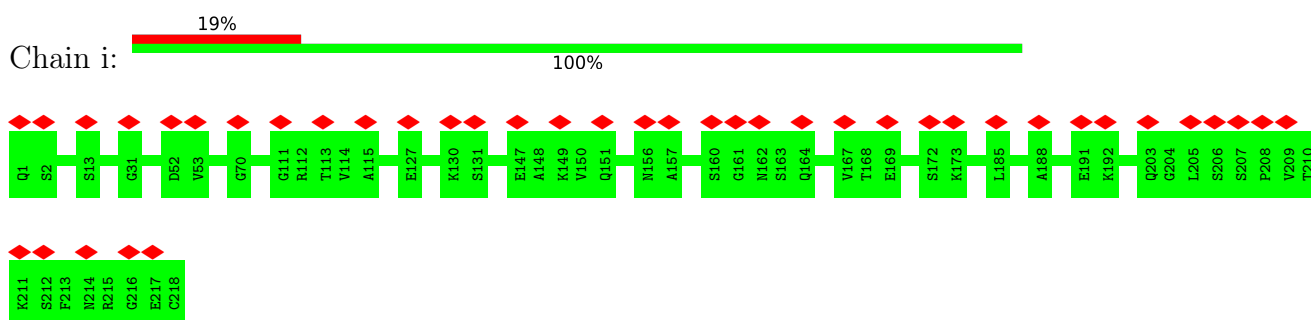 19%
Chain i:
100%
Q1 S2 S13 G31 D52 V53 G70 G111 R112 T113 V114 A115 E127 K130 S131 E147 A148 K149 V150 Q151 N156 A157 S160 G161 N162 S163 Q164 V167 T168 E169 S172 K173 L185 A188 E191 K192 Q203 G204 L205 S206 S207 P208 V209 T210
K211 S212 F213 N214 R215 G216 E217 C218